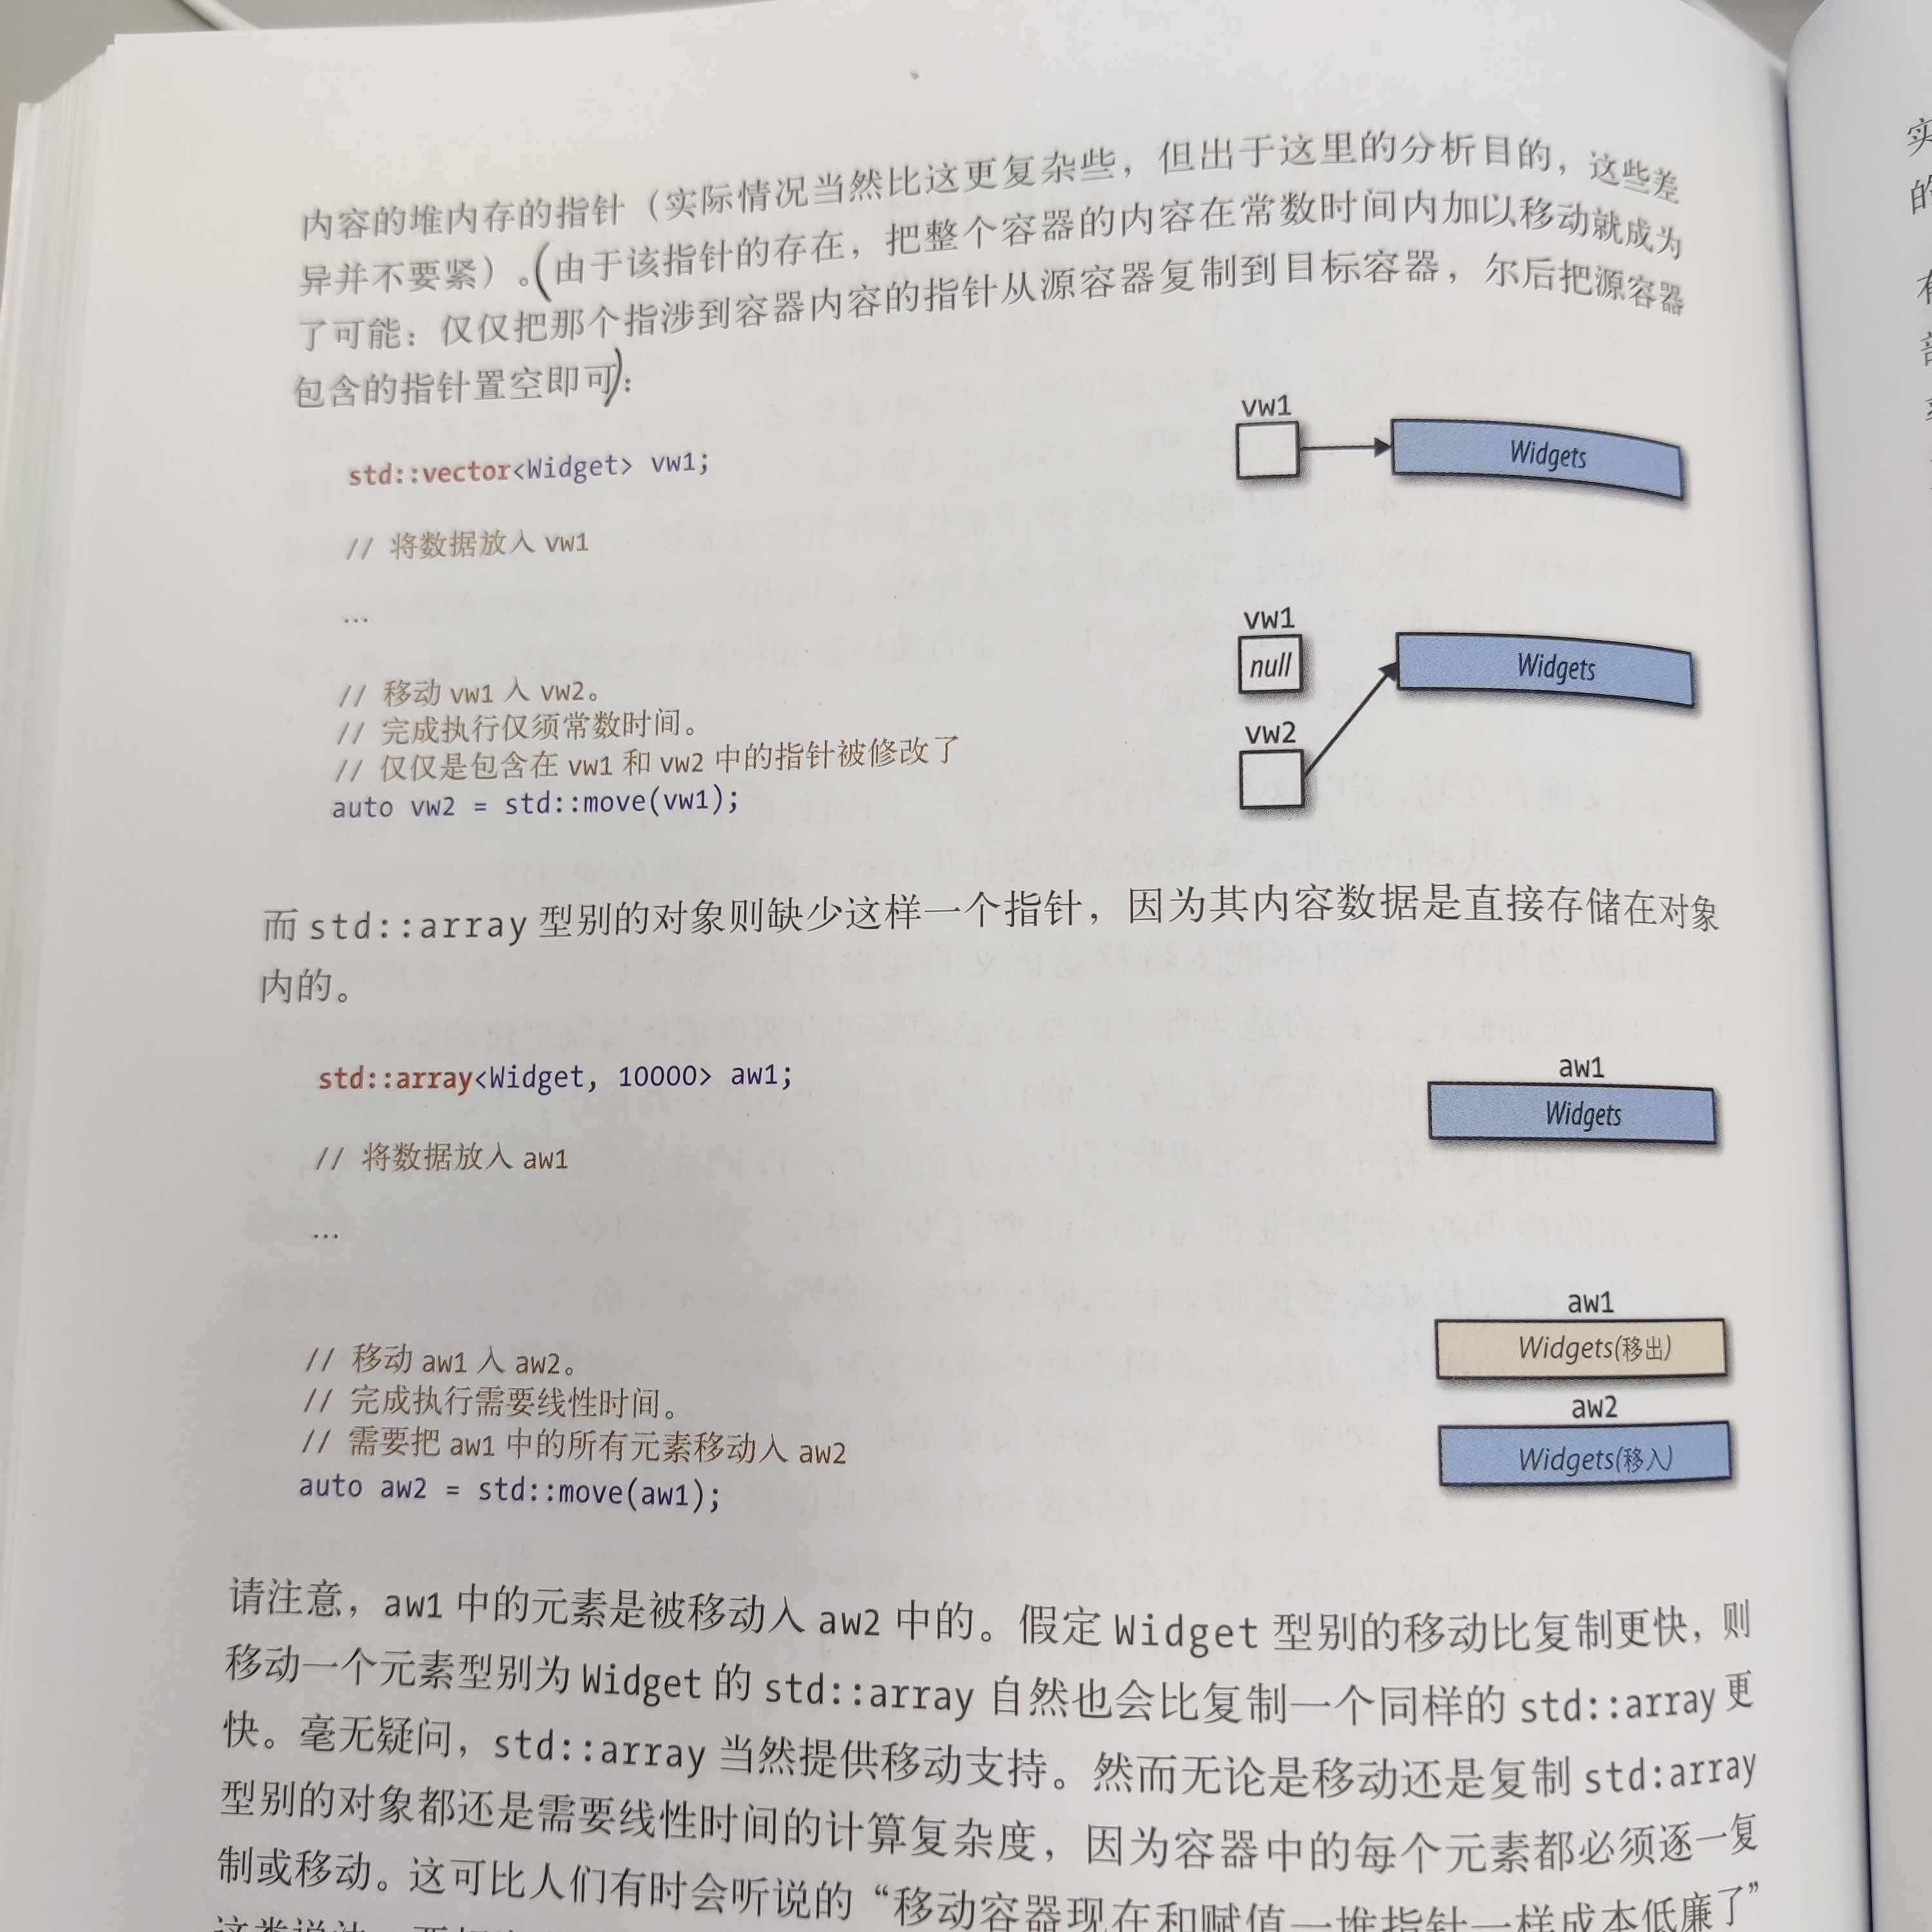 内容的堆内存的指针（实际情况当然比这更复杂些，但出于这里的分析目的，这些差
异并不要紧）。(由于该指针的存在，把整个容器的内容在常数时间内加以移动就成为
了可能：仅仅把那个指涉到容器内容的指针从源容器复制到目标容器，尔后把源容器
包含的指针置空即可)：
vw1
Widgets
std::vector<Widget> vw1;
// 将数据放入 vw1
...
vw1
null
Widgets
vw2
// 移动 vw1 入 vw2。
// 完成执行仅须常数时间。
// 仅仅是包含在 vw1 和 vw2 中的指针被修改了
auto vw2 = std::move(vw1);
而 std::array 型别的对象则缺少这样一个指针，因为其内容数据是直接存储在对象
内的。
aw1
Widgets
std::array<Widget, 10000> aw1;
// 将数据放入 aw1
...
aw1
Widgets(移出)
aw2
Widgets(移入)
// 移动 aw1 入 aw2。
// 完成执行需要线性时间。
// 需要把 aw1 中的所有元素移动入 aw2
auto aw2 = std::move(aw1);
请注意，aw1 中的元素是被移动入 aw2 中的。假定 Widget 型别的移动比复制更快，则
移动一个元素型别为 Widget 的 std::array 自然也会比复制一个同样的 std::array 更
快。毫无疑问，std::array 当然提供移动支持。然而无论是移动还是复制 std:array
型别的对象都还是需要线性时间的计算复杂度，因为容器中的每个元素都必须逐一复
制或移动。这可比人们有时会听说的“移动容器现在和赋值一堆指针一样成本低廉了”
实
的